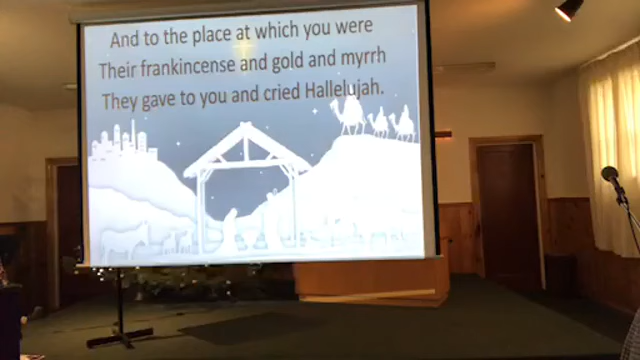 And to the place at which you were
Their frankincense and gold and myrrh
They gave to you and cried Hallelujah.